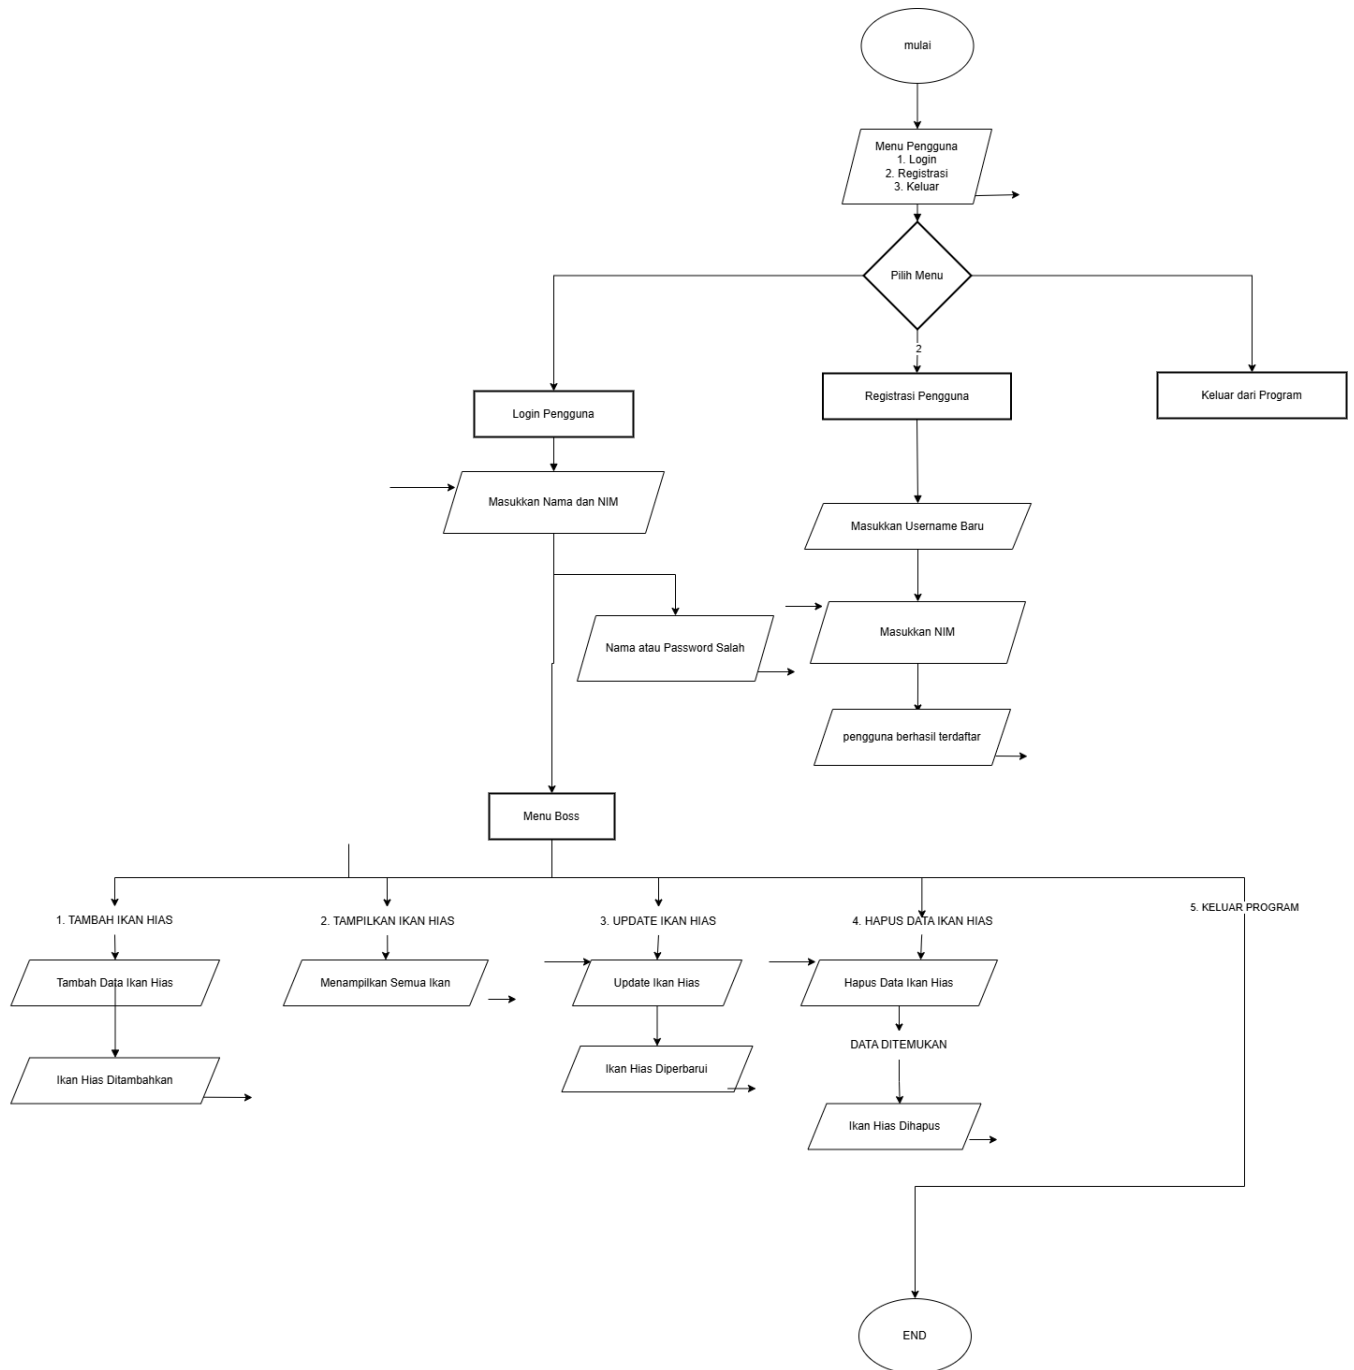 mulai
Menu Pengguna
1. Login
2. Registrasi
3. Keluar
Pilih Menu
2
Login Pengguna
Registrasi Pengguna
Keluar dari Program
Masukkan Nama dan NIM
Masukkan Username Baru
Nama atau Password Salah
Masukkan NIM
pengguna berhasil terdaftar
Menu Boss
1. TAMBAH IKAN HIAS
2. TAMPILKAN IKAN HIAS
3. UPDATE IKAN HIAS
4. HAPUS DATA IKAN HIAS
5. KELUAR PROGRAM
Tambah Data Ikan Hias
Menampilkan Semua Ikan
Update Ikan Hias
Hapus Data Ikan Hias
DATA DITEMUKAN
Ikan Hias Ditambahkan
Ikan Hias Diperbarui
Ikan Hias Dihapus
END